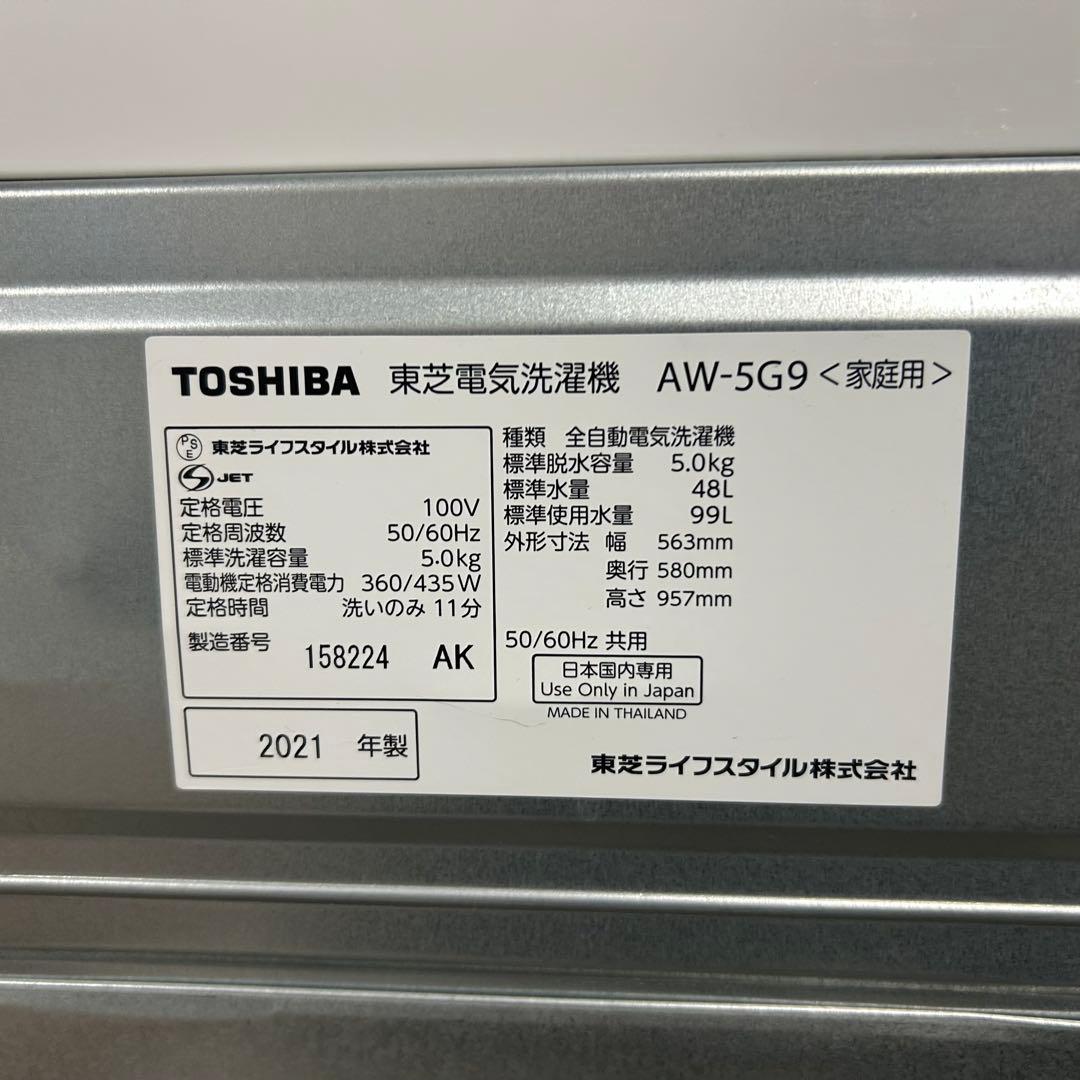 TOSHIBA 東芝電気洗濯機 AW-5G9<家庭用>
PSE 東芝ライフスタイル株式会社
S JET
定格電圧 100V
定格周波数 50/60Hz
標準洗濯容量 5.0kg
電動機定格消費電力 360/435W
定格時間 洗いのみ 11分
製造番号 158224 AK
2021 年製
種類 全自動電気洗濯機
標準脱水容量 5.0kg
標準水量 48L
標準使用水量 99L
外形寸法 幅 563mm
奥行 580mm
高さ 957mm
50/60Hz 共用
日本国内専用
Use Only in Japan
MADE IN THAILAND
東芝ライフスタイル株式会社